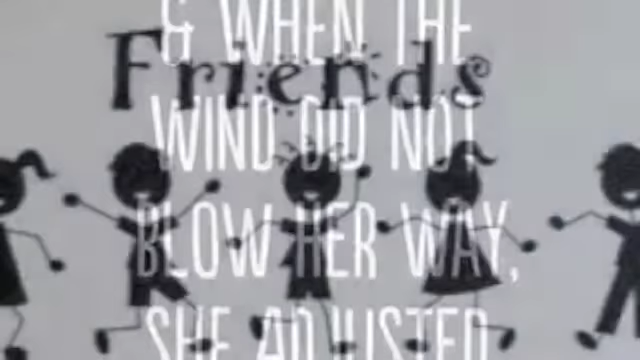 & WHEN THE
Friends
WIND DID NOT
BLOW HER WAY,
SHE ADJUSTED